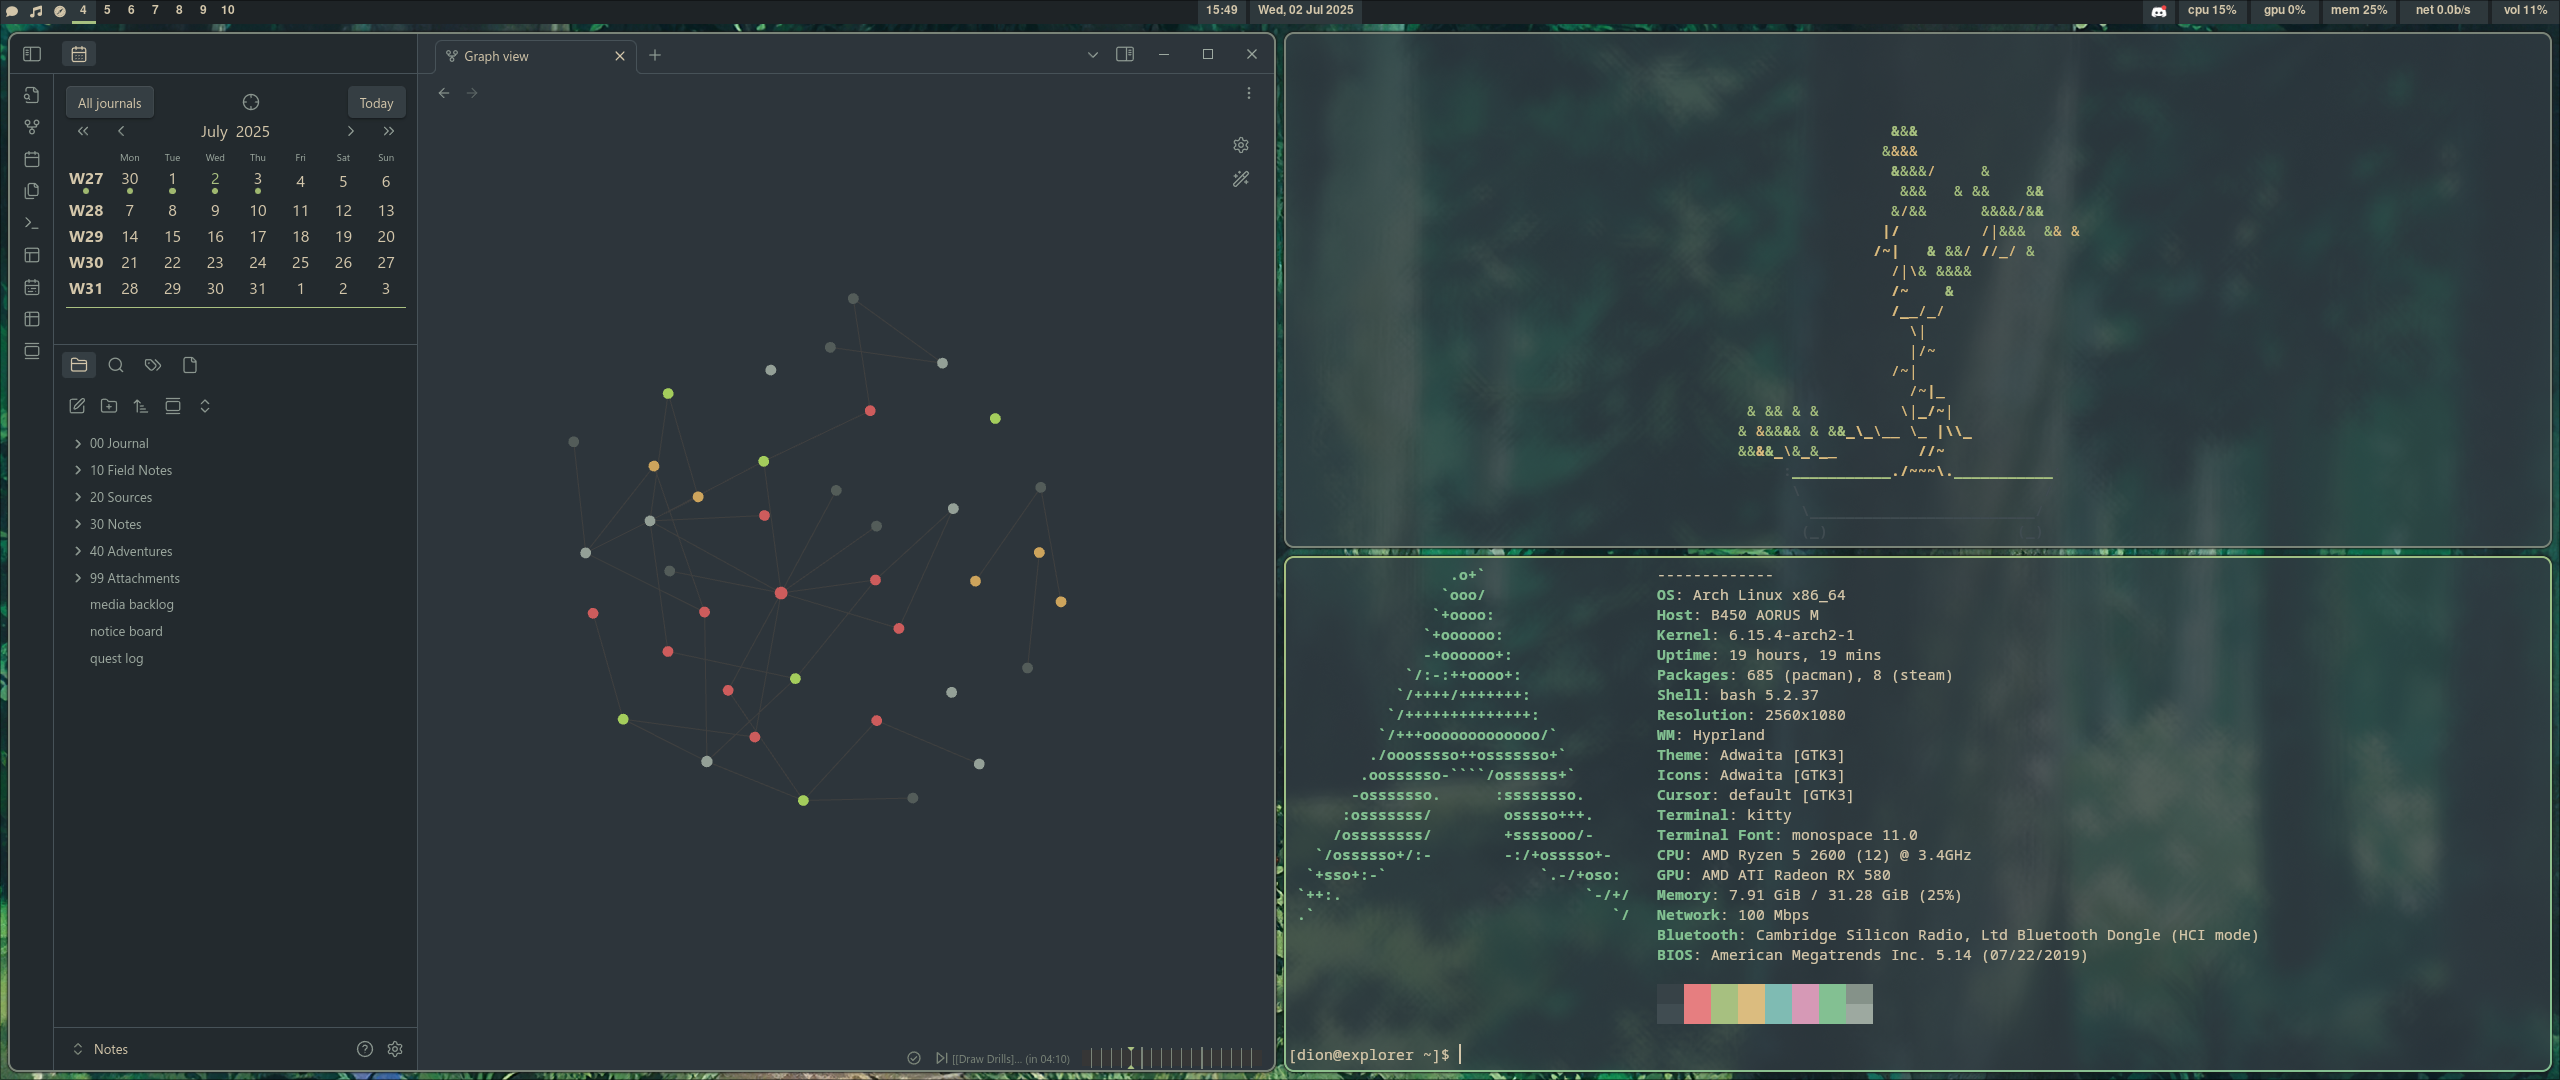 4 5 6 7 8 9 10
15:49 Wed, 02 Jul 2025
cpu 15% gpu 0% mem 25% net 0.0b/s vol 11%
Graph view
All journals Today
July 2025
Mon Tue Wed Thu Fri Sat Sun
W27 30 1 2 3 4 5 6
W28 7 8 9 10 11 12 13
W29 14 15 16 17 18 19 20
W30 21 22 23 24 25 26 27
W31 28 29 30 31 1 2 3
00 Journal
10 Field Notes
20 Sources
30 Notes
40 Adventures
99 Attachments
media backlog
notice board
quest log
Notes
[[Draw Drills]... (in 04:10)
-------------
OS: Arch Linux x86_64
Host: B450 AORUS M
Kernel: 6.15.4-arch2-1
Uptime: 19 hours, 19 mins
Packages: 685 (pacman), 8 (steam)
Shell: bash 5.2.37
Resolution: 2560x1080
WM: Hyprland
Theme: Adwaita [GTK3]
Icons: Adwaita [GTK3]
Cursor: default [GTK3]
Terminal: kitty
Terminal Font: monospace 11.0
CPU: AMD Ryzen 5 2600 (12) @ 3.4GHz
GPU: AMD ATI Radeon RX 580
Memory: 7.91 GiB / 31.28 GiB (25%)
Network: 100 Mbps
Bluetooth: Cambridge Silicon Radio, Ltd Bluetooth Dongle (HCI mode)
BIOS: American Megatrends Inc. 5.14 (07/22/2019)
[dion@explorer ~]$